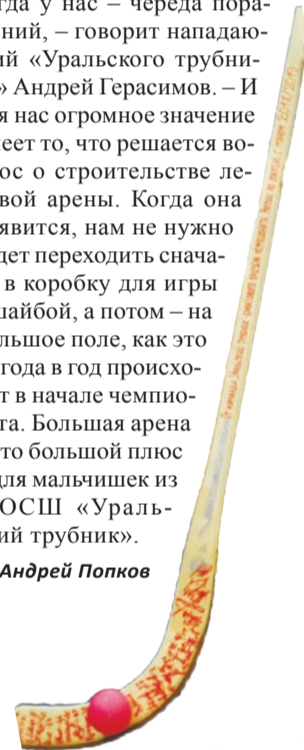 гда у нас – череда пора-
ний, – говорит нападаю-
ий «Уральского трубни-
» Андрей Герасимов. – И
я нас огромное значение
еет то, что решается во-
ос о строительстве ле-
вой арены. Когда она
явится, нам не нужно
дет переходить снача-
в коробку для игры
шайбой, а потом – на
льшое поле, как это
года в год происхо-
т в начале чемпио-
та. Большая арена
то большой плюс
для мальчишек из
ЮСШ «Ураль-
ий трубник».
Андрей Попков